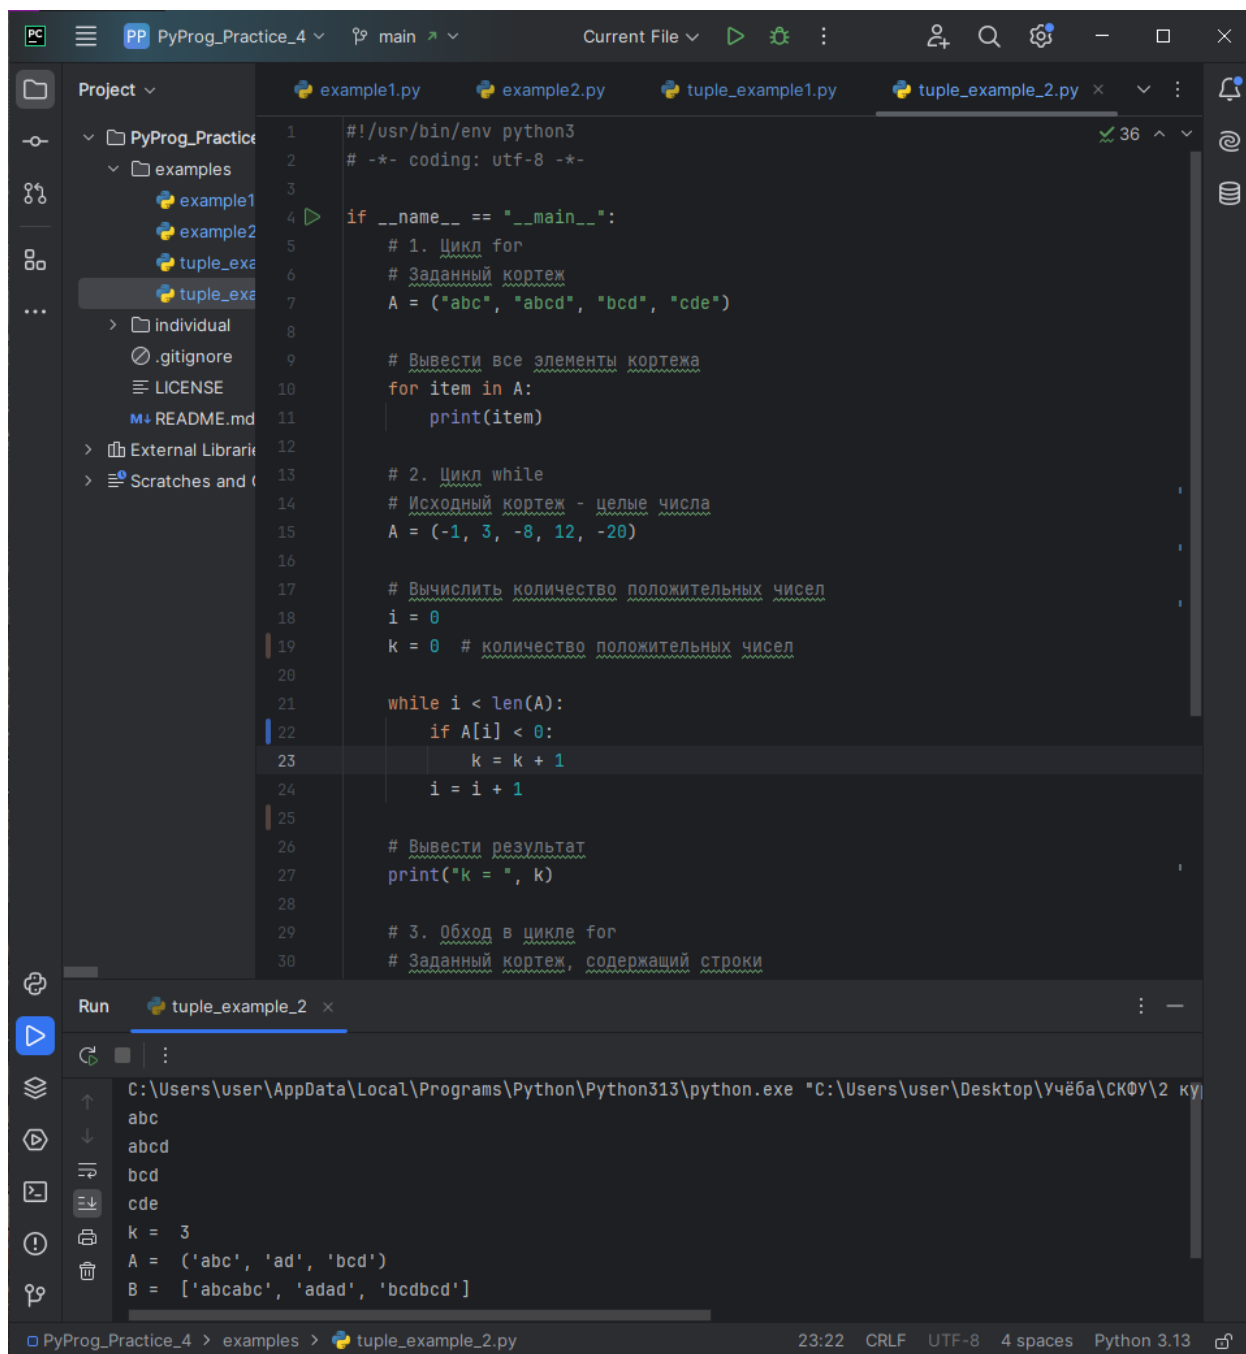 PC PP PyProg_Practice_4 main Current File
Project example1.py example2.py tuple_example1.py tuple_example_2.py
PyProg_Practice
examples
example1
example2
tuple_exa
tuple_exa
individual
.gitignore
LICENSE
M↓ README.md
External Librarie
Scratches and C
36
1 #!/usr/bin/env python3
2 # -*- coding: utf-8 -*-
3
4 if __name__ == "__main__":
5 # 1. Цикл for
6 # Заданный кортеж
7 A = ("abc", "abcd", "bcd", "cde")
8
9 # Вывести все элементы кортежа
10 for item in A:
11 print(item)
12
13 # 2. Цикл while
14 # Исходный кортеж - целые числа
15 A = (-1, 3, -8, 12, -20)
16
17 # Вычислить количество положительных чисел
18 i = 0
19 k = 0 # количество положительных чисел
20
21 while i < len(A):
22 if A[i] < 0:
23 k = k + 1
24 i = i + 1
25
26 # Вывести результат
27 print("k = ", k)
28
29 # 3. Обход в цикле for
30 # Заданный кортеж, содержащий строки
Run tuple_example_2
C:\Users\user\AppData\Local\Programs\Python\Python313\python.exe "C:\Users\user\Desktop\Учёба\СКФУ\2 ку
abc
abcd
bcd
cde
k =  3
A =  ('abc', 'ad', 'bcd')
B =  ['abcabc', 'adad', 'bcdbcd']
PyProg_Practice_4 > examples > tuple_example_2.py 23:22 CRLF UTF-8 4 spaces Python 3.13